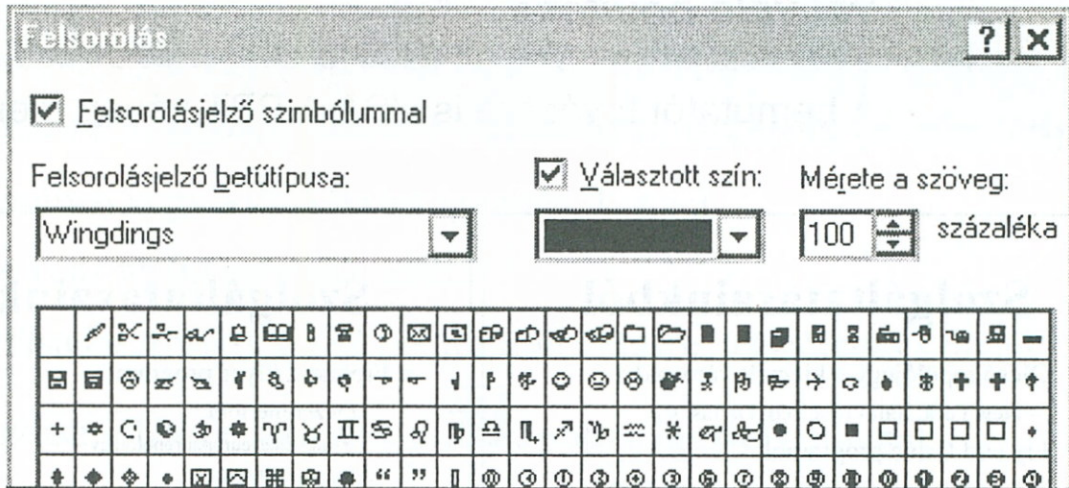 Felsorolás
Felsorolásjelző szimbólummal
Felsorolásjelző betűtípusa: Választott szín: Mérete a szöveg:
Wingdings 100 százaléka